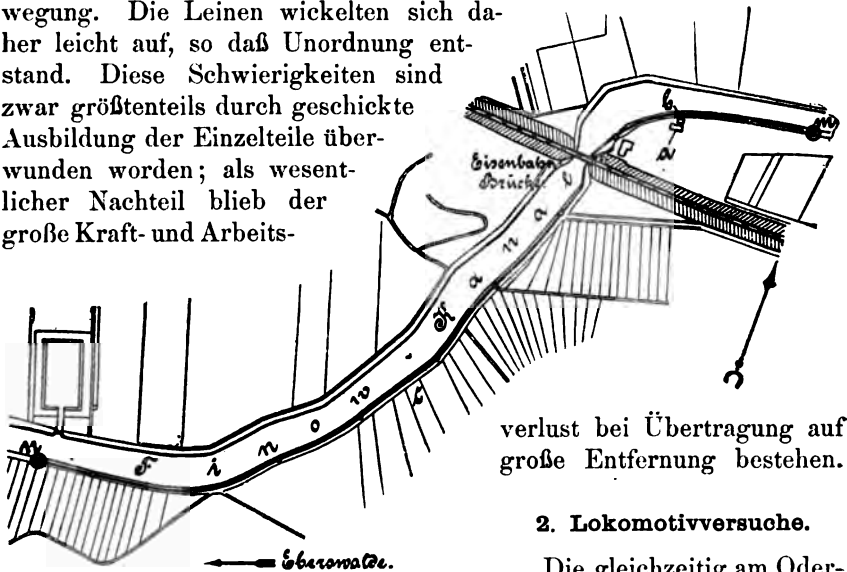 wegung. Die Leinen wickelten sich da-
her leicht auf, so daß Unordnung ent-
stand. Diese Schwierigkeiten sind
zwar größtenteils durch geschickte
Ausbildung der Einzelteile über-
wunden worden; als wesent-
licher Nachteil blieb der
große Kraft- und Arbeits-
Eisenbahn
Brücke
b
a
m
Finow-Kanal
L
n
Eberswalde.
verlust bei Übertragung auf
große Entfernung bestehen.
2. Lokomotivversuche.
Die gleichzeitig am Oder-